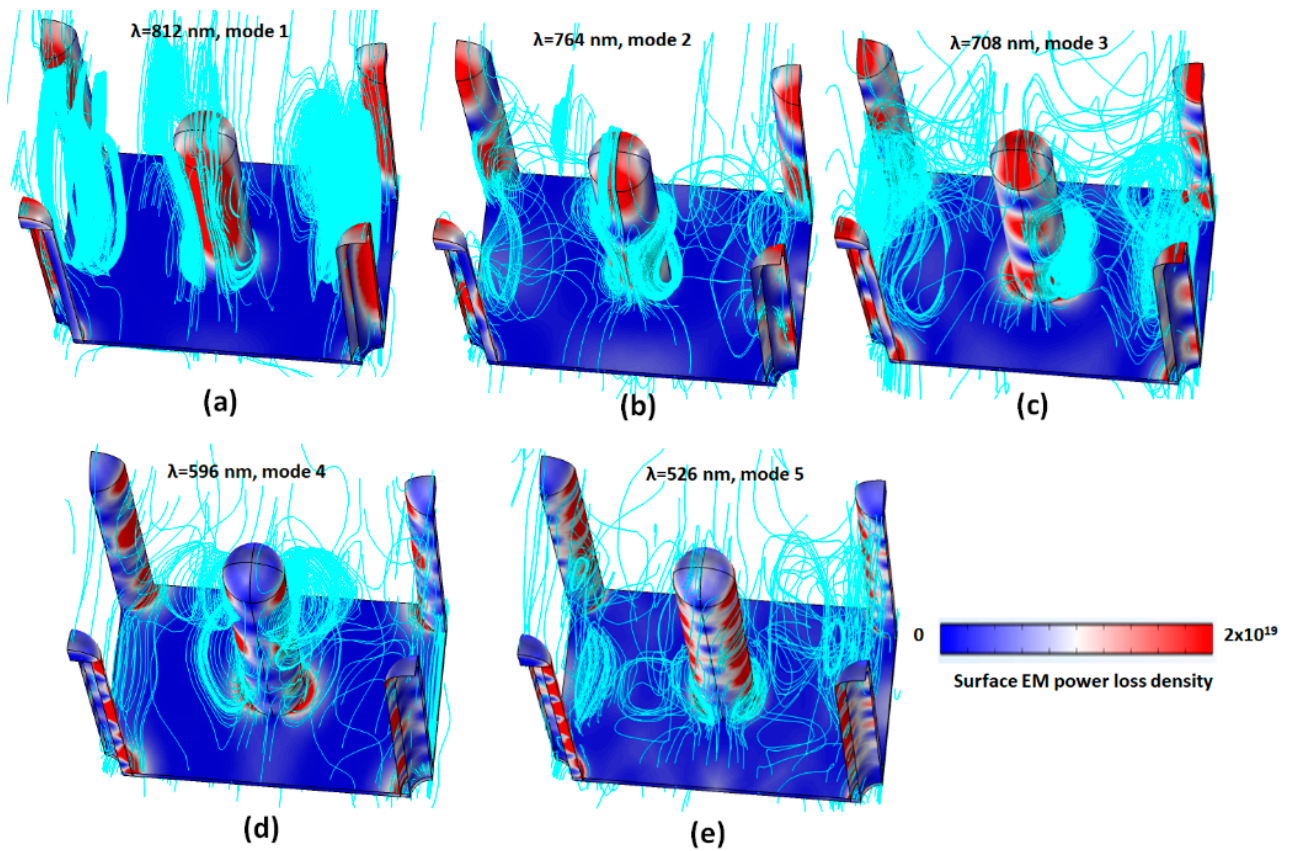 λ=812 nm, mode 1
λ=764 nm, mode 2
λ=708 nm, mode 3
(a)
(b)
(c)
λ=596 nm, mode 4
λ=526 nm, mode 5
0
2x10¹⁹
Surface EM power loss density
(d)
(e)